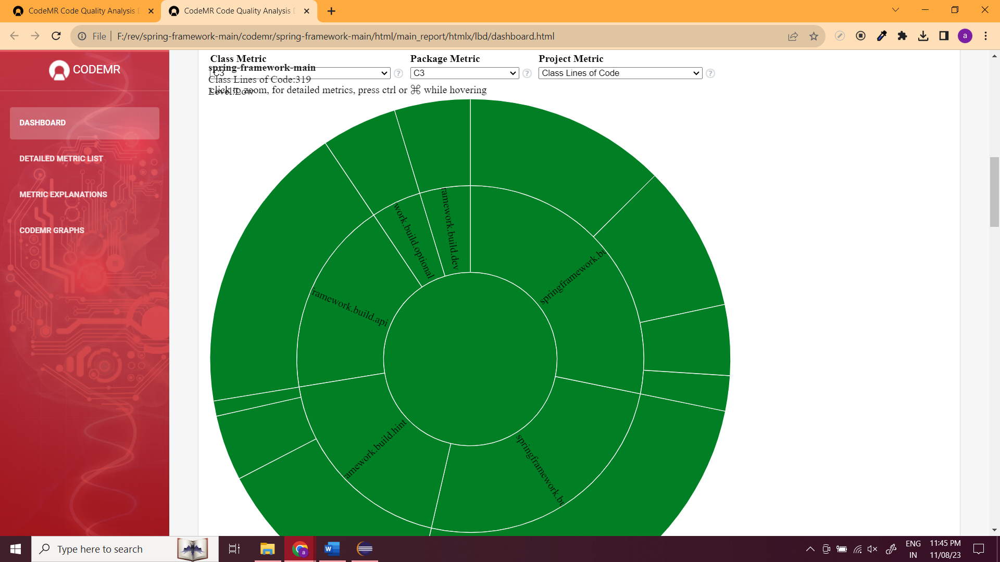 CodeMR Code Quality Analysis
CodeMR Code Quality Analysis
File
F:/rev/spring-framework-main/codemr/spring-framework-main/html/main_report/htmlx/lbd/dashboard.html
a
CODEMR
DASHBOARD
DETAILED METRIC LIST
METRIC EXPLANATIONS
CODEMR GRAPHS
Class Metric
Package Metric
Project Metric
spring-framework-main
C3
C3
Class Lines of Code
Class Lines of Code:319
Level:Low
click to zoom, for detailed metrics, press ctrl or ⌘ while hovering
ramework.build.dev
work.build.optional
springframework.bu
framework.build.api
amework.build.hint
springframework.bu
Type here to search
ENG
IN
11:45 PM
11/08/23